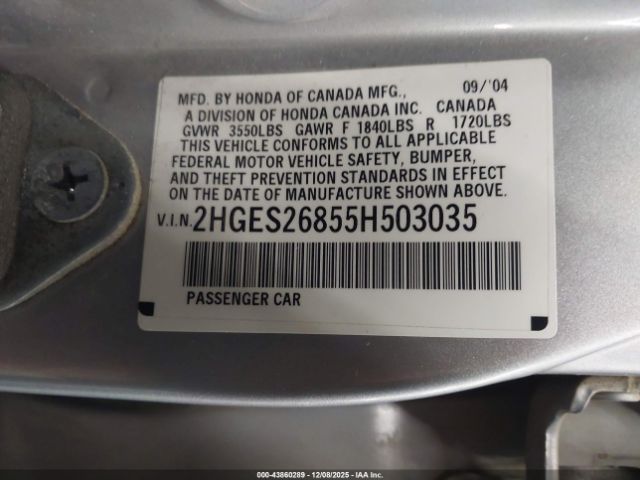 MFD. BY HONDA OF CANADA MFG., 09/'04
A DIVISION OF HONDA CANADA INC. CANADA
GVWR 3550LBS GAWR F 1840LBS R 1720LBS
THIS VEHICLE CONFORMS TO ALL APPLICABLE
FEDERAL MOTOR VEHICLE SAFETY, BUMPER,
AND THEFT PREVENTION STANDARDS IN EFFECT
ON THE DATE OF MANUFACTURE SHOWN ABOVE.
V.I.N. 2HGES26855H503035
PASSENGER CAR
000-43860289 - 12/08/2025 - IAA Inc.